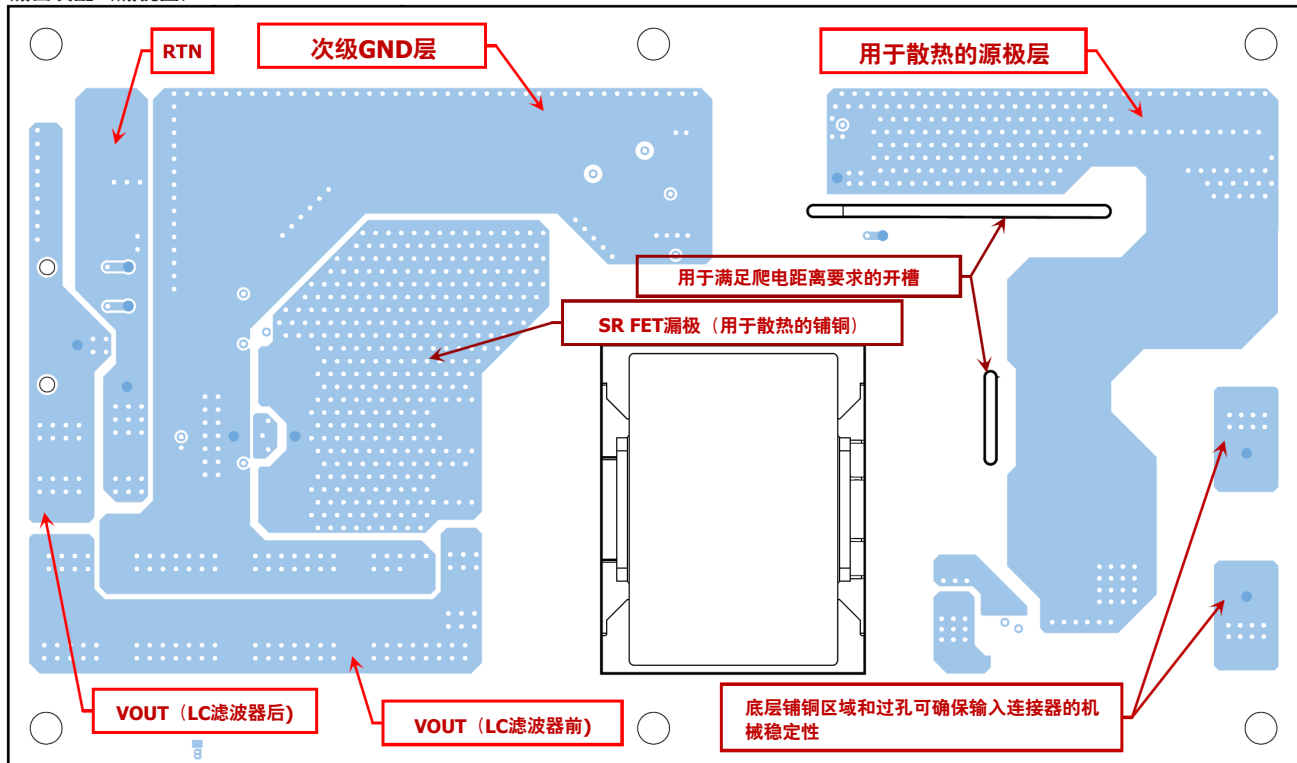 RTN
次级GND层
用于散热的源极层
用于满足爬电距离要求的开槽
SR FET漏极（用于散热的铺铜）
VOUT（LC滤波器后)
VOUT（LC滤波器前)
底层铺铜区域和过孔可确保输入连接器的机
械稳定性
B